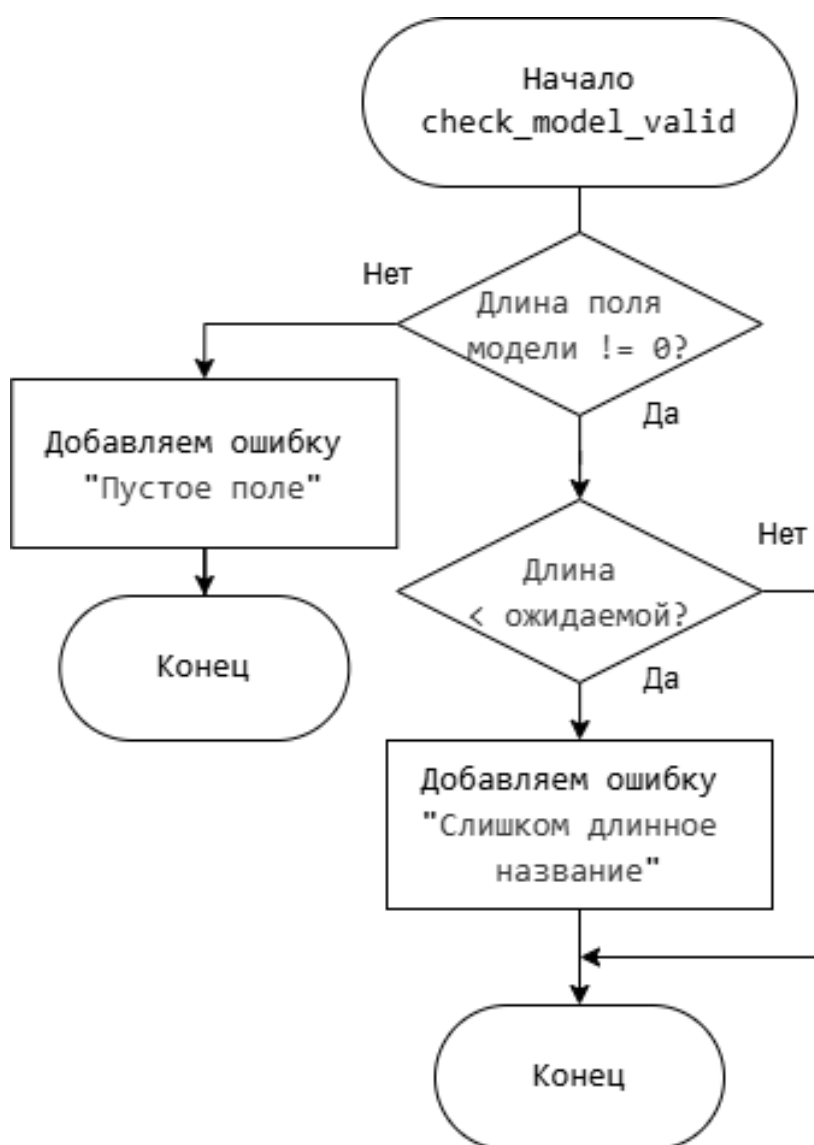 Начало
check_model_valid
Нет
Длина поля
модели != 0?
Да
Добавляем ошибку
"Пустое поле"
Конец
Нет
Длина
< ожидаемой?
Да
Добавляем ошибку
"Слишком длинное
название"
Конец